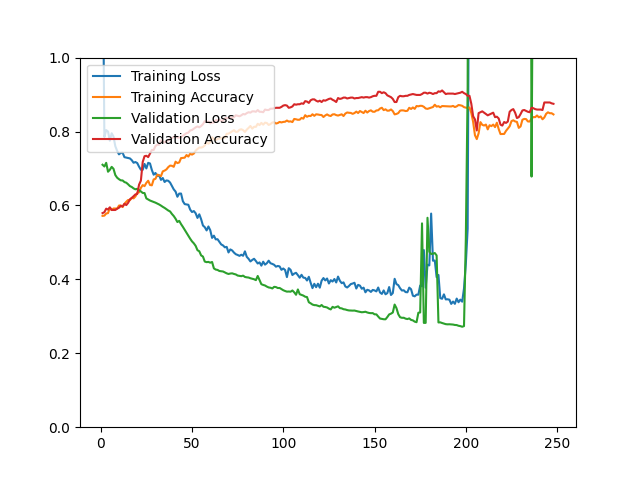 1.0
0.8
0.6
0.4
0.2
0.0
Training Loss
Training Accuracy
Validation Loss
Validation Accuracy
0 50 100 150 200 250